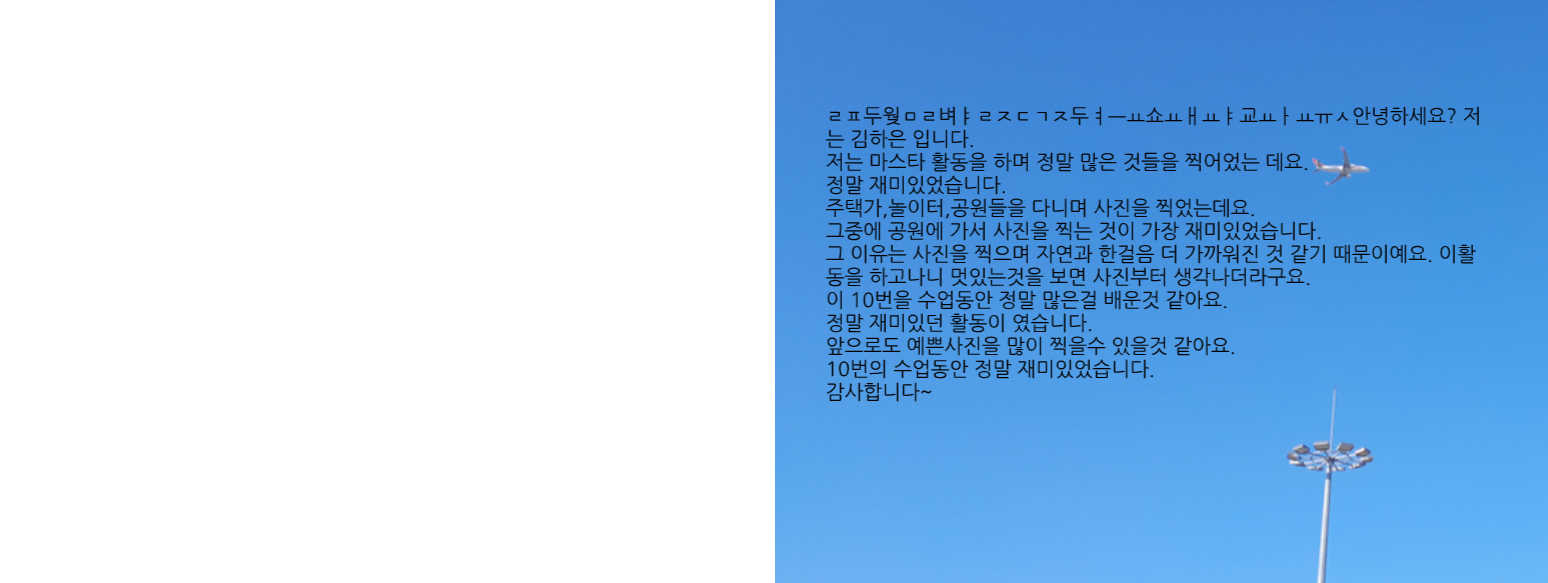 ㄹㅍ두웢ㅁㄹ벼ㅑㄹㅈㄷㄱㅈ두ㅕㅡㅛ쇼ㅛㅐㅛㅑ교ㅛㅏㅛㅠㅅ안녕하세요? 저
는 김하은 입니다.
저는 마스타 활동을 하며 정말 많은 것들을 찍어었는 데요.
정말 재미있었습니다.
주택가,놀이터,공원들을 다니며 사진을 찍었는데요.
그중에 공원에 가서 사진을 찍는 것이 가장 재미있었습니다.
그 이유는 사진을 찍으며 자연과 한걸음 더 가까워진 것 같기 때문이예요. 이활
동을 하고나니 멋있는것을 보면 사진부터 생각나더라구요.
이 10번을 수업동안 정말 많은걸 배운것 같아요.
정말 재미있던 활동이 였습니다.
앞으로도 예쁜사진을 많이 찍을수 있을것 같아요.
10번의 수업동안 정말 재미있었습니다.
감사합니다~